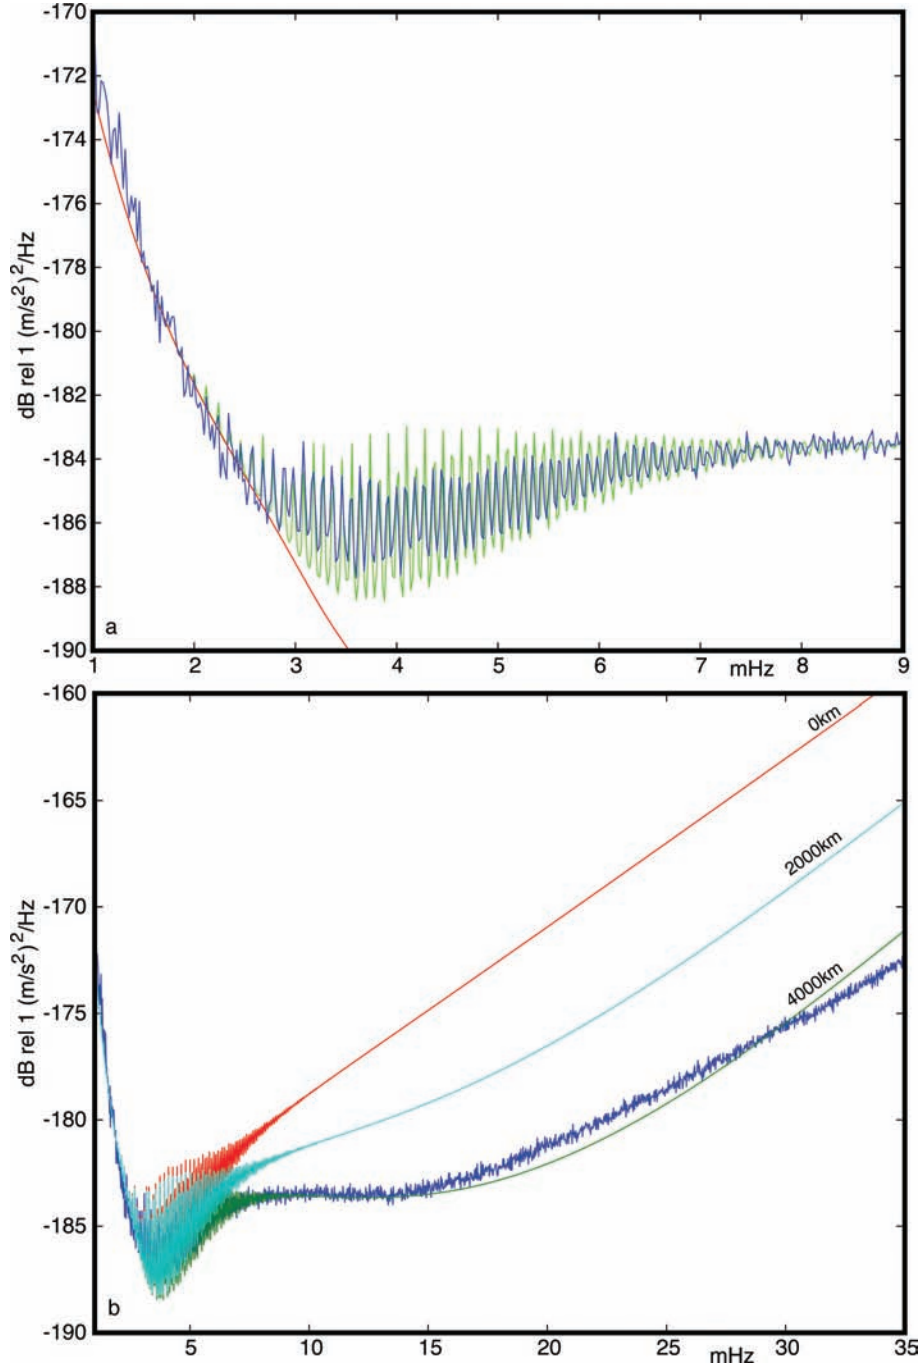 -170
-172
-174
-176
-178
-180
-182
-184
-186
-188
-190
dB rel 1 (m/s²)²/Hz
a
1 2 3 4 5 6 7 mHz 8 9
-160
-165
-170
-175
-180
-185
-190
dB rel 1 (m/s²)²/Hz
0km
2000km
4000km
b
5 10 15 20 25 30 mHz 35